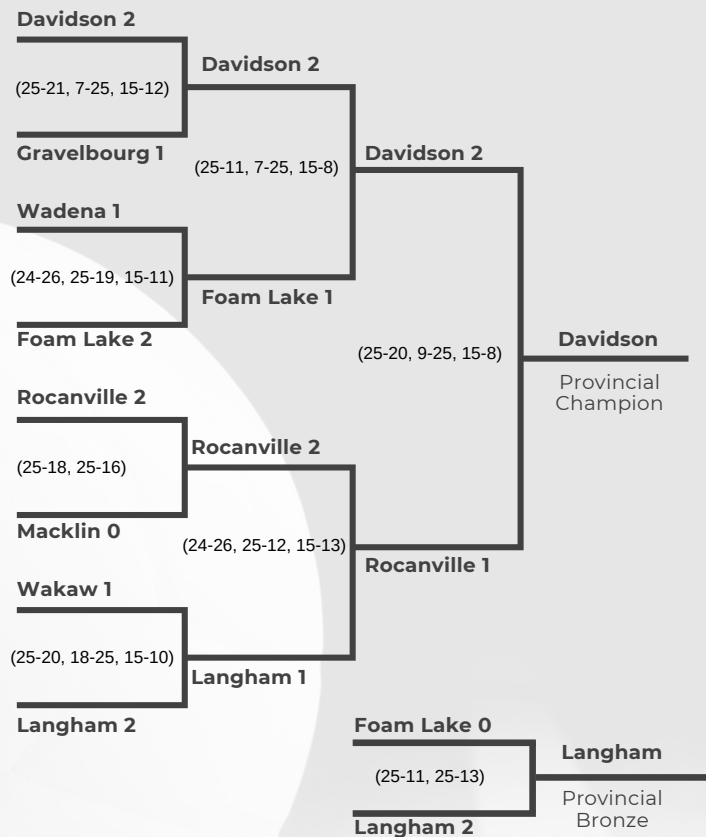 Davidson 2
(25-21, 7-25, 15-12)
Gravelbourg 1
Wadena 1
(24-26, 25-19, 15-11)
Foam Lake 2
Rocanville 2
(25-18, 25-16)
Macklin 0
Wakaw 1
(25-20, 18-25, 15-10)
Langham 2
Davidson 2
(25-11, 7-25, 15-8)
Foam Lake 1
Rocanville 2
(24-26, 25-12, 15-13)
Langham 1
Davidson 2
(25-20, 9-25, 15-8)
Rocanville 1
Davidson
Provincial
Champion
Foam Lake 0
(25-11, 25-13)
Langham 2
Langham
Provincial
Bronze